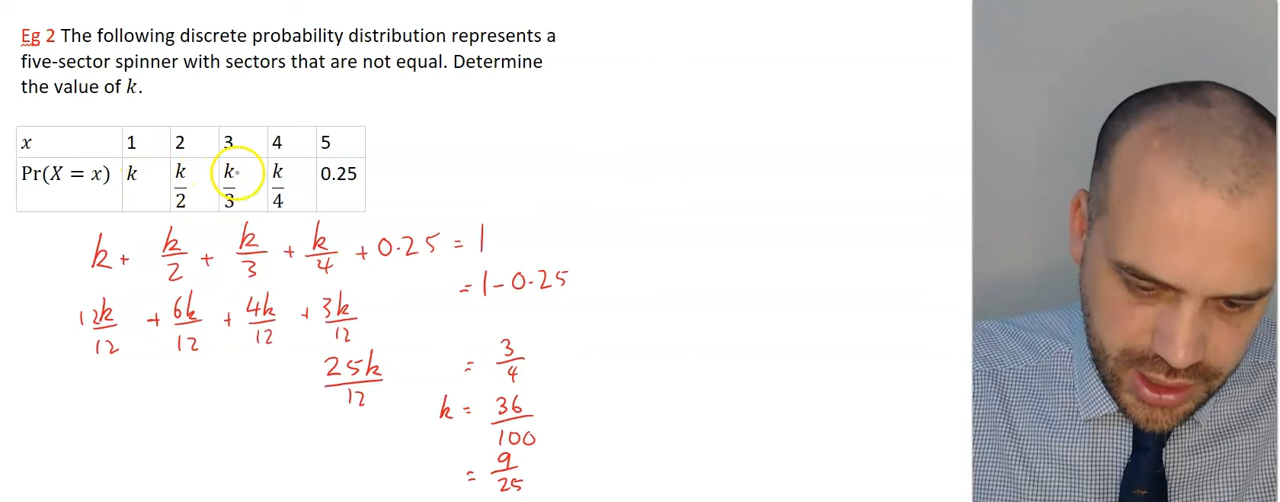 Eg 2 The following discrete probability distribution represents a
five-sector spinner with sectors that are not equal. Determine
the value of k.
x 1 2 3 4 5
Pr(X = x) k k/2 k/3 k/4 0.25
k + k/2 + k/3 + k/4 + 0.25 = 1
= 1 - 0.25
12k/12 + 6k/12 + 4k/12 + 3k/12
25k/12 = 3/4
k = 36/100
= 9/25